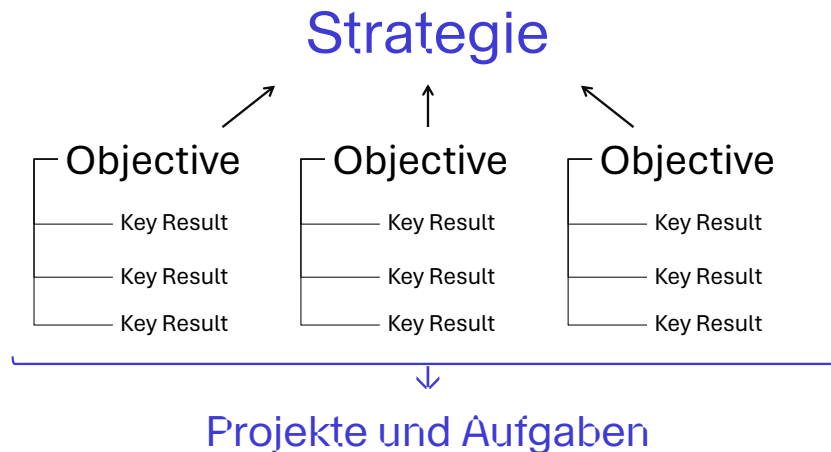 Strategie
Objective Objective Objective
Key Result Key Result Key Result
Key Result Key Result Key Result
Key Result Key Result Key Result
Projekte und Aufgaben